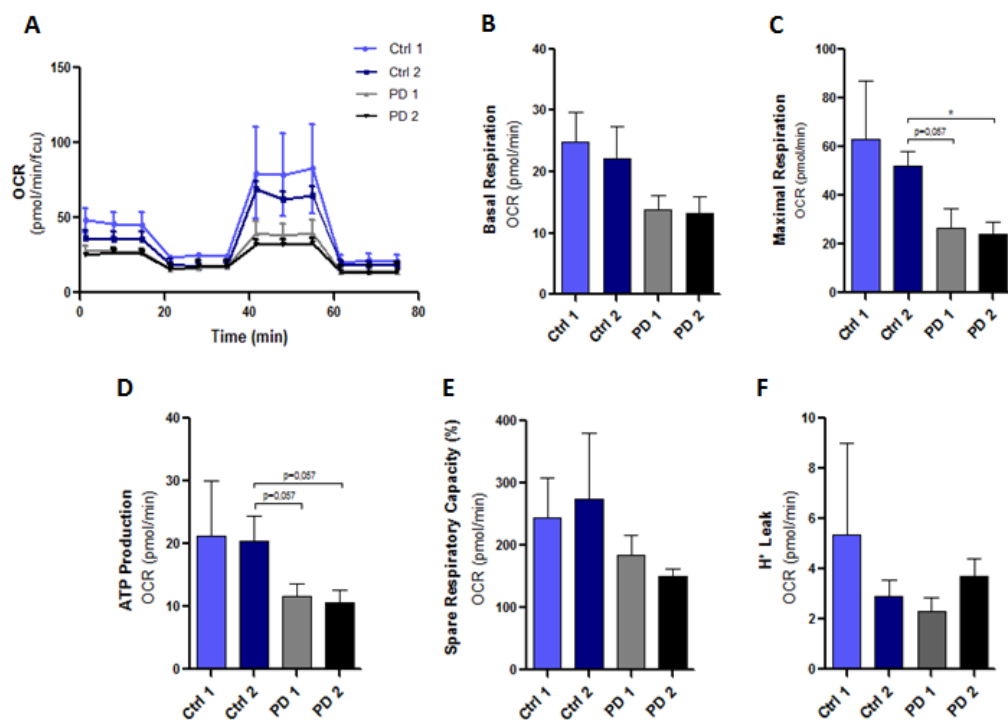 A
Ctrl 1
Ctrl 2
PD 1
PD 2
150
100
50
0
OCR
(pmol/min/fcu)
0
20
40
60
80
Time (min)
B
40
30
20
10
0
Basal Respiration
OCR (pmol/min)
Ctrl 1
Ctrl 2
PD 1
PD 2
C
100
80
60
40
20
0
Maximal Respiration
OCR (pmol/min)
*
p=0,057
Ctrl 1
Ctrl 2
PD 1
PD 2
D
40
30
20
10
0
ATP Production
OCR (pmol/min)
p=0,057
p=0,057
Ctrl 1
Ctrl 2
PD 1
PD 2
E
400
300
200
100
0
Spare Respiratory Capacity (%)
OCR (pmol/min)
Ctrl 1
Ctrl 2
PD 1
PD 2
F
10
8
6
4
2
0
H⁺ Leak
OCR (pmol/min)
Ctrl 1
Ctrl 2
PD 1
PD 2